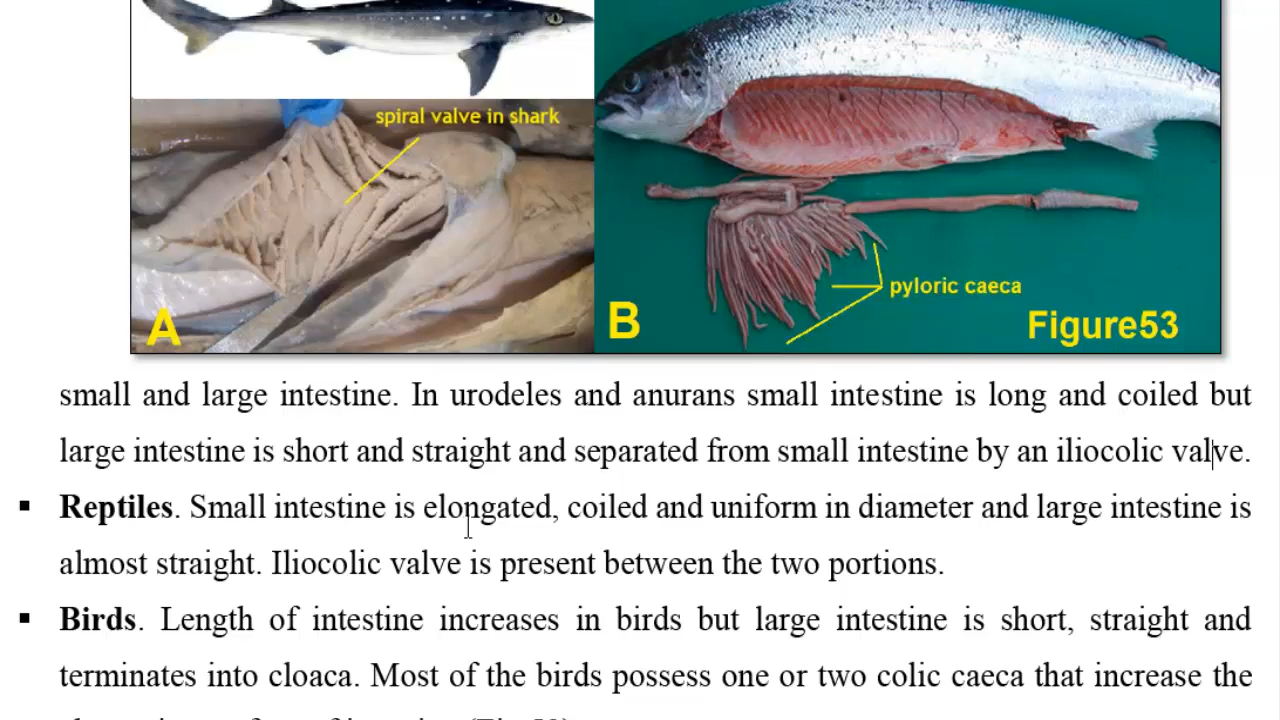 spiral valve in shark
A
B
pyloric caeca
Figure53
small and large intestine. In urodeles and anurans small intestine is long and coiled but
large intestine is short and straight and separated from small intestine by an iliocolic valve.
▪ Reptiles. Small intestine is elongated, coiled and uniform in diameter and large intestine is
almost straight. Iliocolic valve is present between the two portions.
▪ Birds. Length of intestine increases in birds but large intestine is short, straight and
terminates into cloaca. Most of the birds possess one or two colic caeca that increase the